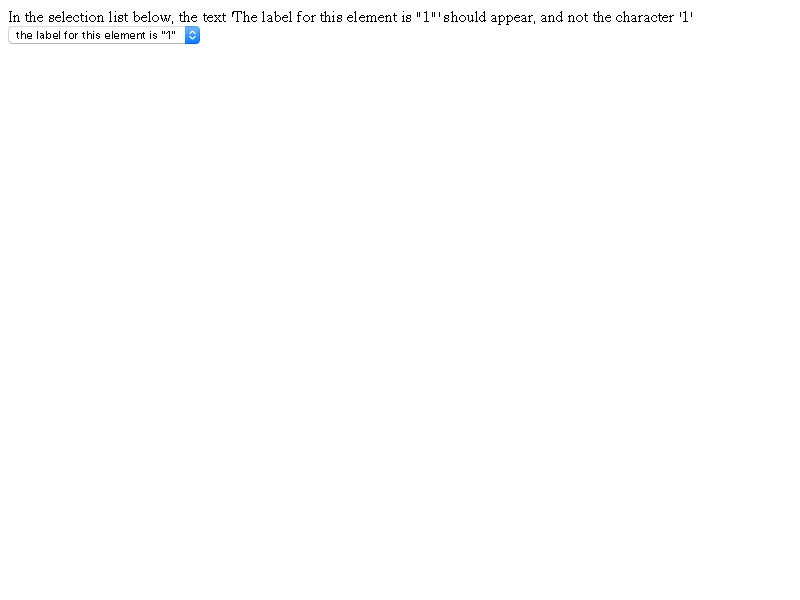 In the selection list below, the text 'The label for this element is "1"' should appear, and not the character '1'
the label for this element is "1"